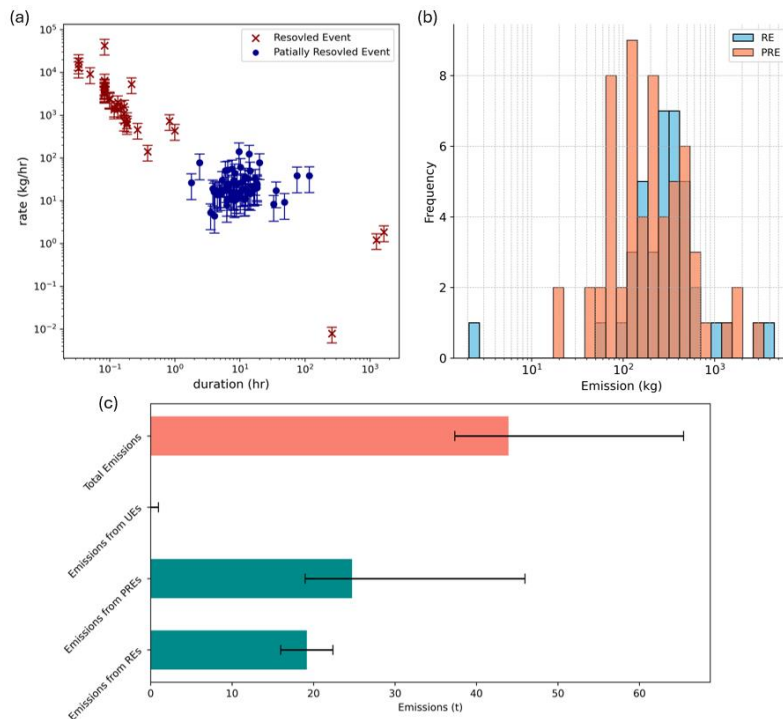 (a)
10^5
10^4
10^3
10^2
10^1
10^0
10^-1
10^-2
rate (kg/hr)
Resovled Event
Patially Resovled Event
10^-1
10^0
10^1
10^2
10^3
duration (hr)
(b)
8
6
4
2
0
Frequency
RE
PRE
10^1
10^2
10^3
Emission (kg)
(c)
Total Emissions
Emissions from UEs
Emissions from PREs
Emissions from REs
0
10
20
30
40
50
60
Emissions (t)